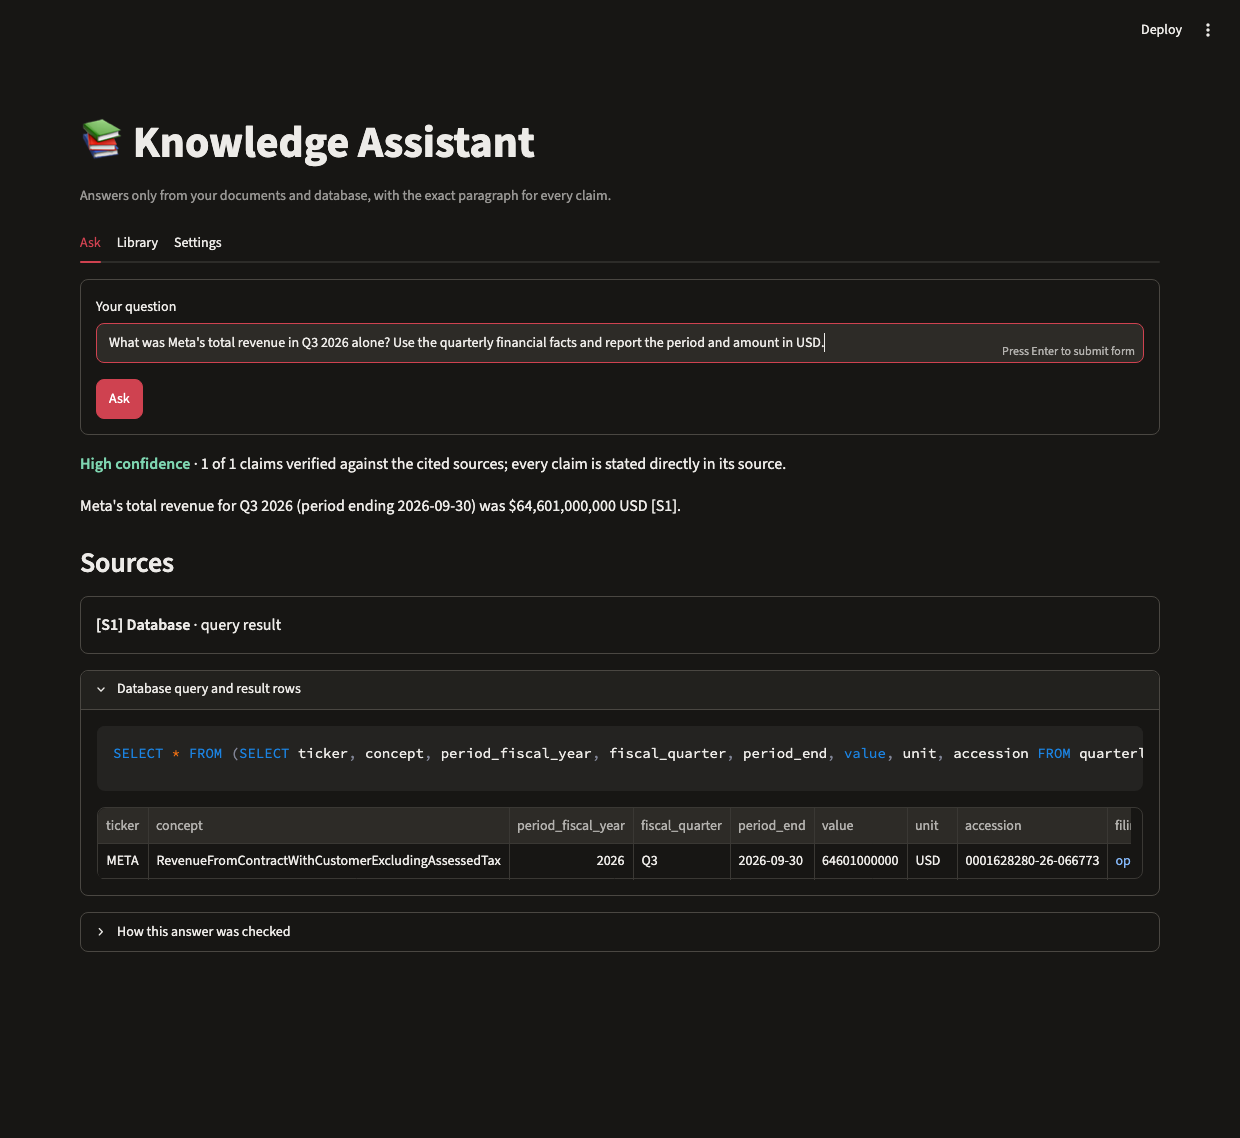 Deploy
Knowledge Assistant
Answers only from your documents and database, with the exact paragraph for every claim.
Ask Library Settings
Your question
What was Meta's total revenue in Q3 2026 alone? Use the quarterly financial facts and report the period and amount in USD.
Press Enter to submit form
Ask
High confidence · 1 of 1 claims verified against the cited sources; every claim is stated directly in its source.
Meta's total revenue for Q3 2026 (period ending 2026-09-30) was $64,601,000,000 USD [S1].
Sources
[S1] Database · query result
Database query and result rows
SELECT * FROM (SELECT ticker, concept, period_fiscal_year, fiscal_quarter, period_end, value, unit, accession FROM quarterl
ticker concept period_fiscal_year fiscal_quarter period_end value unit accession fili
META RevenueFromContractWithCustomerExcludingAssessedTax 2026 Q3 2026-09-30 64601000000 USD 0001628280-26-066773 op
How this answer was checked